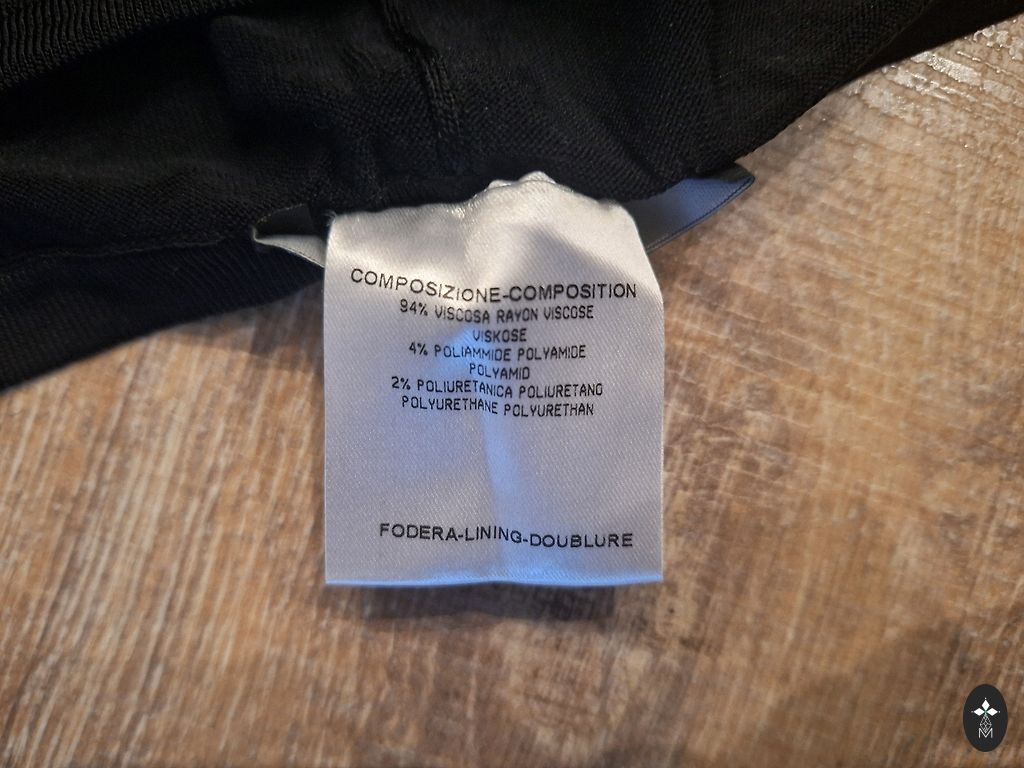 COMPOSIZIONE-COMPOSITION
94% VISCOSA RAYON VISCOSE
VISKOSE
4% POLIAMMIDE POLYAMIDE
POLYAMID
2% POLIURETANICA POLIURETANO
POLYURETHANE POLYURETHAN
FODERA-LINING-DOUBLURE
M